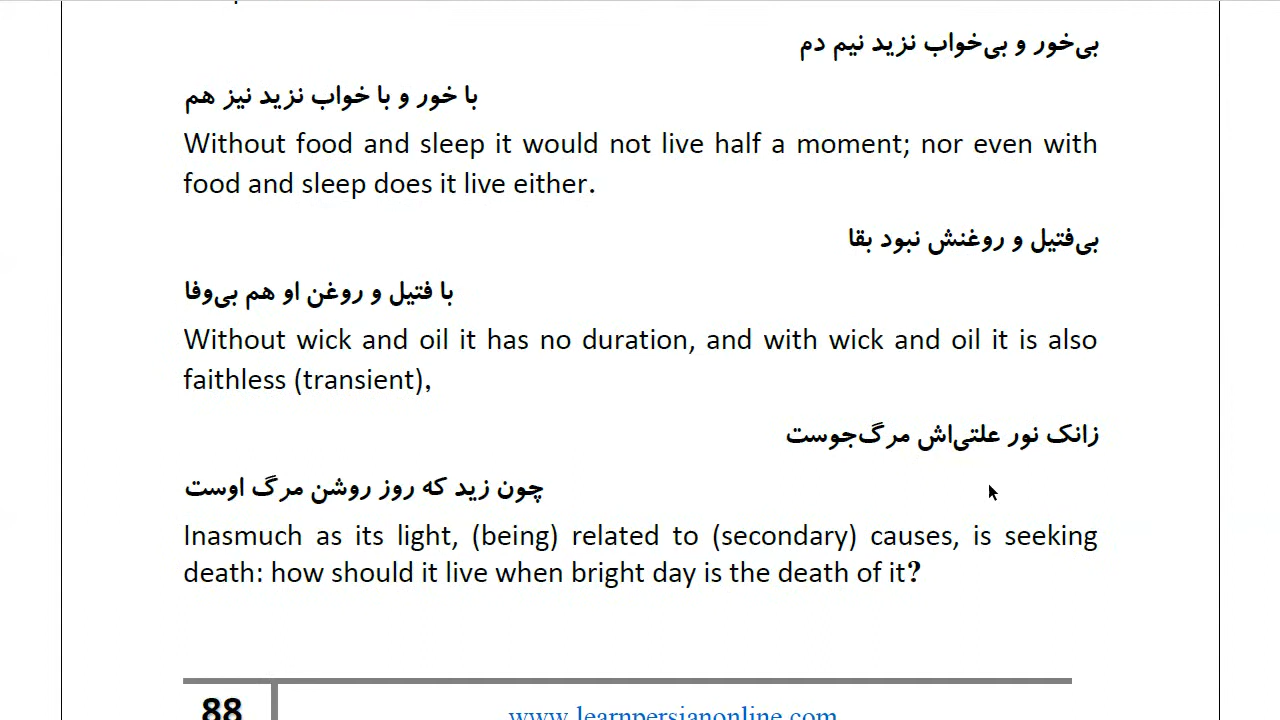 بی‌خور و بی‌خواب نزید نیم دم
با خور و با خواب نزید نیز هم
Without food and sleep it would not live half a moment; nor even with
food and sleep does it live either.
بی‌فتیل و روغنش نبود بقا
با فتیل و روغن او هم بی‌وفا
Without wick and oil it has no duration, and with wick and oil it is also
faithless (transient),
زانک نور علتی‌اش مرگ‌جوست
چون زید که روز روشن مرگ اوست
Inasmuch as its light, (being) related to (secondary) causes, is seeking
death: how should it live when bright day is the death of it?
88
www.learnpersianonline.com